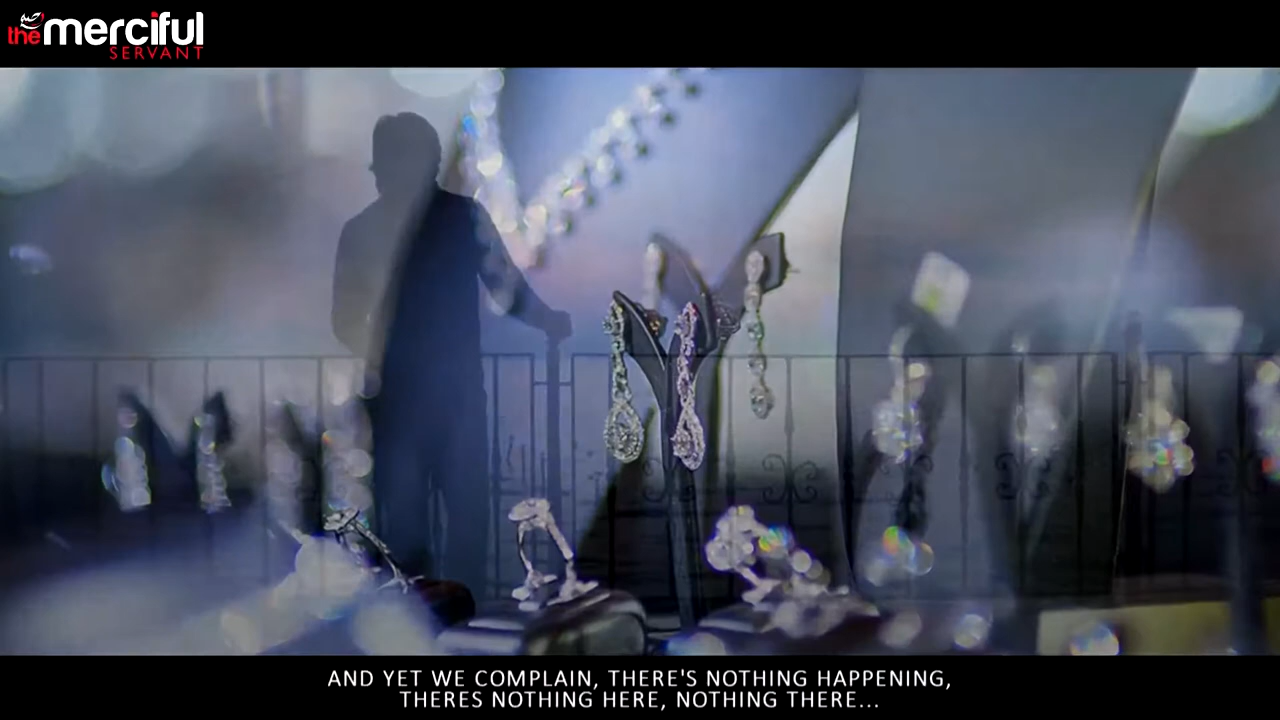 the merciful
SERVANT
AND YET WE COMPLAIN, THERE'S NOTHING HAPPENING,
THERES NOTHING HERE, NOTHING THERE...